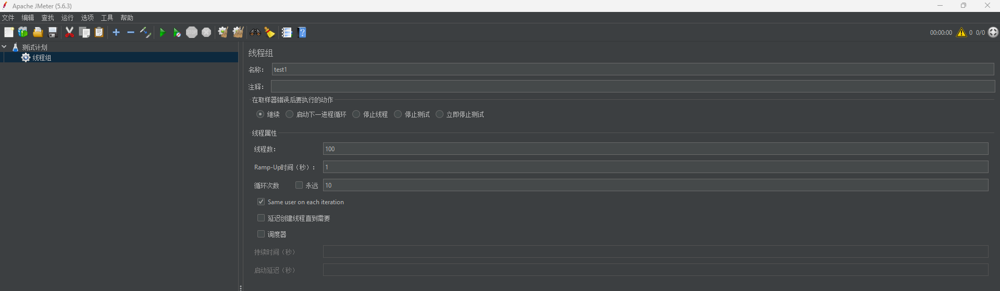 Apache JMeter (5.6.3)
文件 编辑 查找 运行 选项 工具 帮助
STOP
00:00:00 0 0/0
测试计划
线程组
线程组
名称: test1
注释:
在取样器错误后要执行的动作
继续 启动下一进程循环 停止线程 停止测试 立即停止测试
线程属性
线程数: 100
Ramp-Up时间（秒）: 1
循环次数 永远 10
Same user on each iteration
延迟创建线程直到需要
调度器
持续时间（秒）
启动延迟（秒）